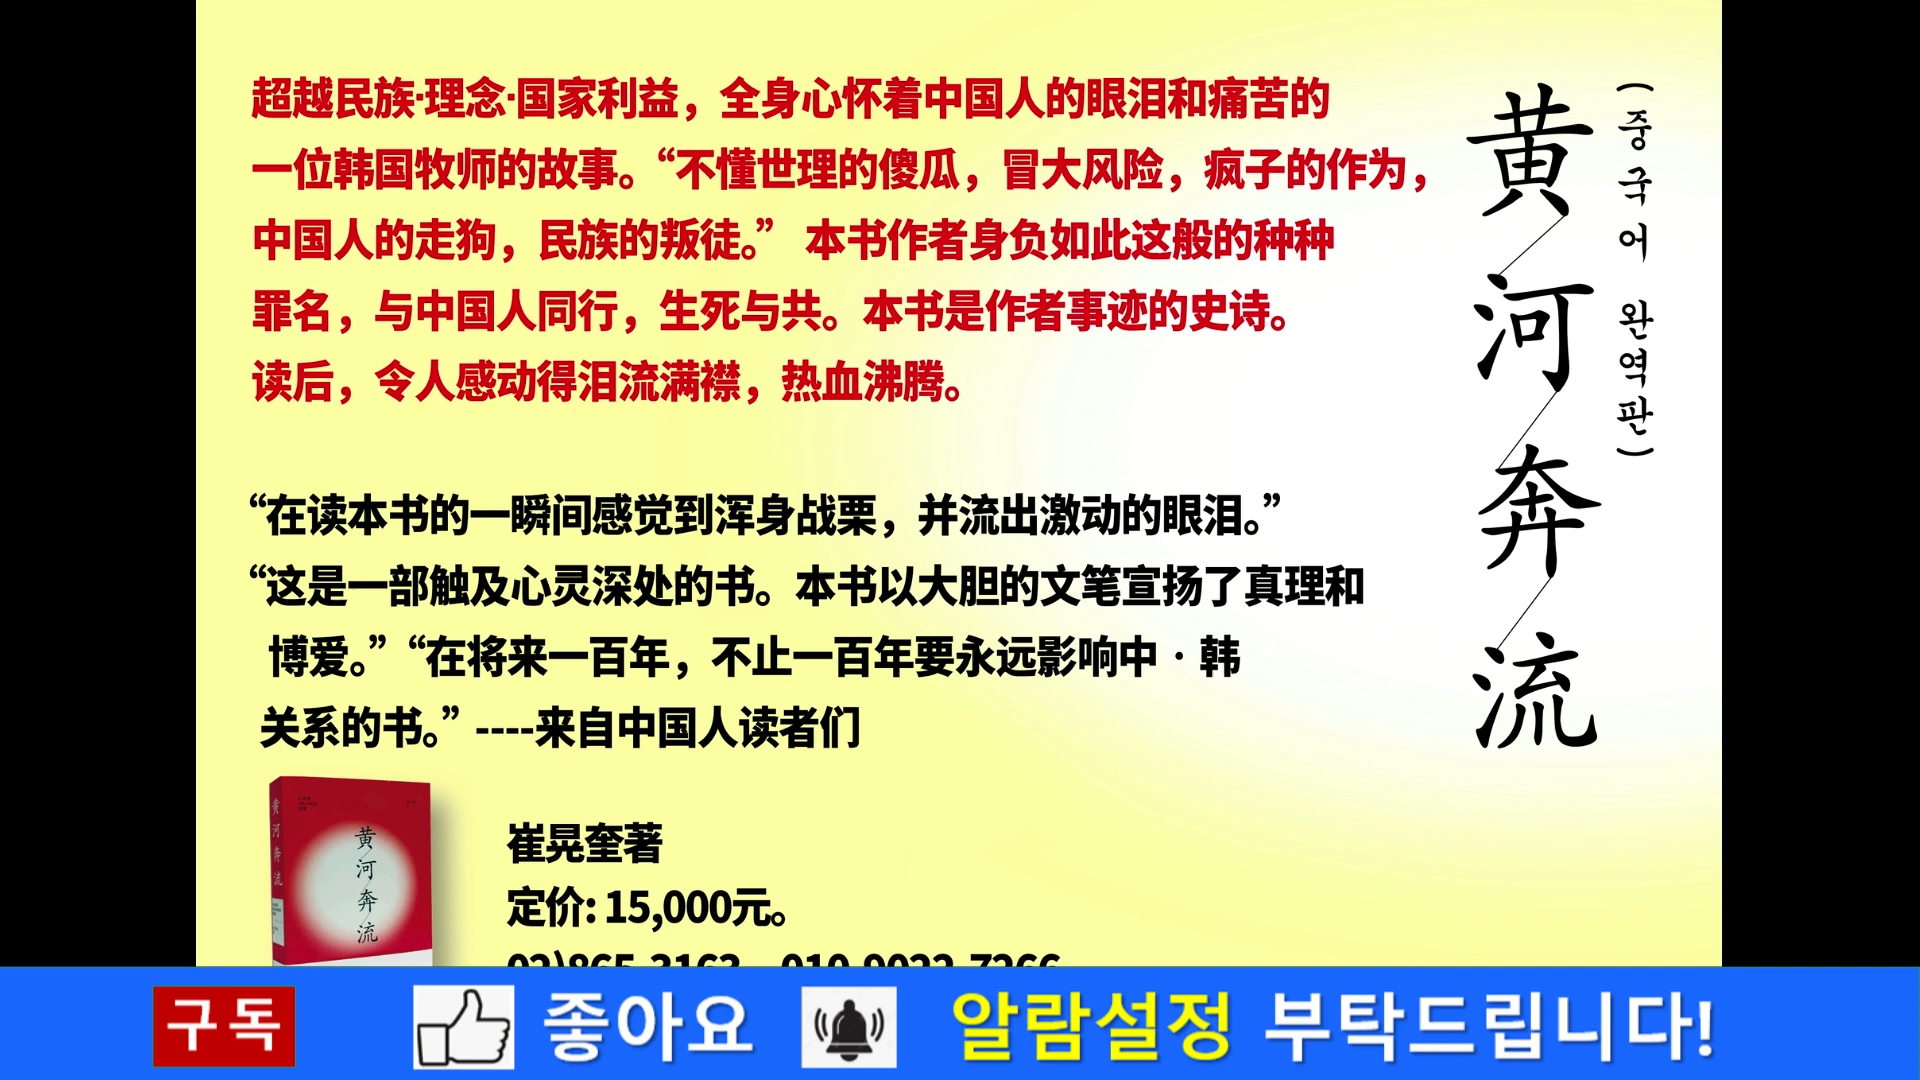 超越民族·理念·国家利益，全身心怀着中国人的眼泪和痛苦的
一位韩国牧师的故事。“不懂世理的傻瓜，冒大风险，疯子的作为，
中国人的走狗，民族的叛徒。” 本书作者身负如此这般的种种
罪名，与中国人同行，生死与共。本书是作者事迹的史诗。
读后，令人感动得泪流满襟，热血沸腾。
(중국어 완역판)
黄河奔流
“在读本书的一瞬间感觉到浑身战栗，并流出激动的眼泪。”
“这是一部触及心灵深处的书。本书以大胆的文笔宣扬了真理和
博爱。” “在将来一百年，不止一百年要永远影响中 · 韩
关系的书。” ----来自中国人读者们
黄河奔流
黄河奔流
崔晃奎著
定价: 15,000元。
02)865-3163, 010-9022-7266
구독 좋아요 알람설정 부탁드립니다!